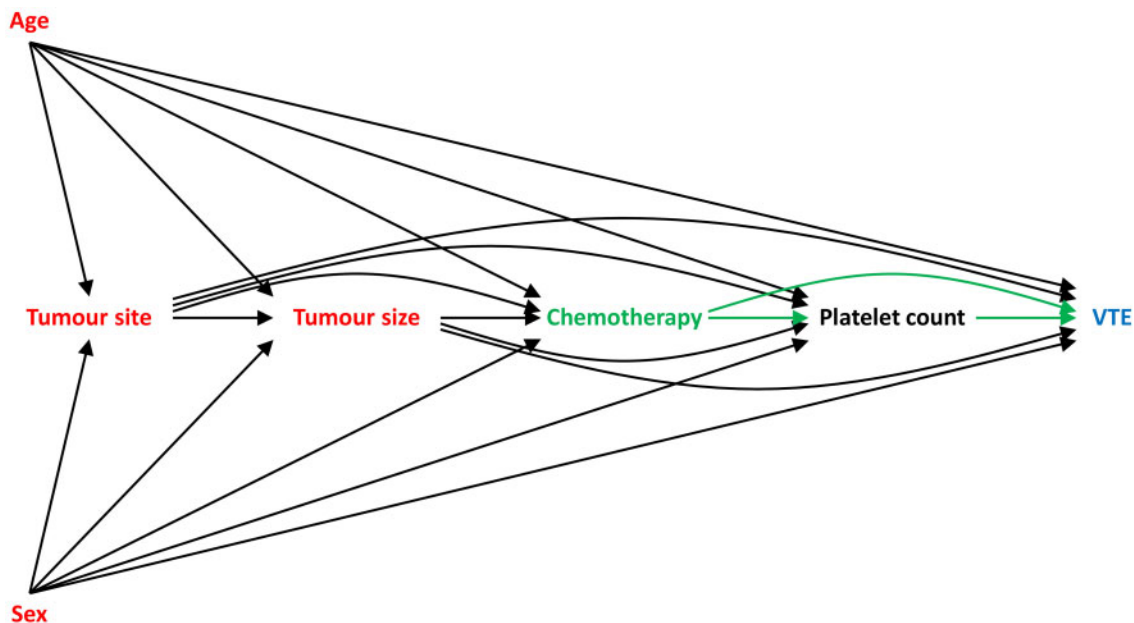 Age
Tumour site
Tumour size
Chemotherapy
Platelet count
VTE
Sex